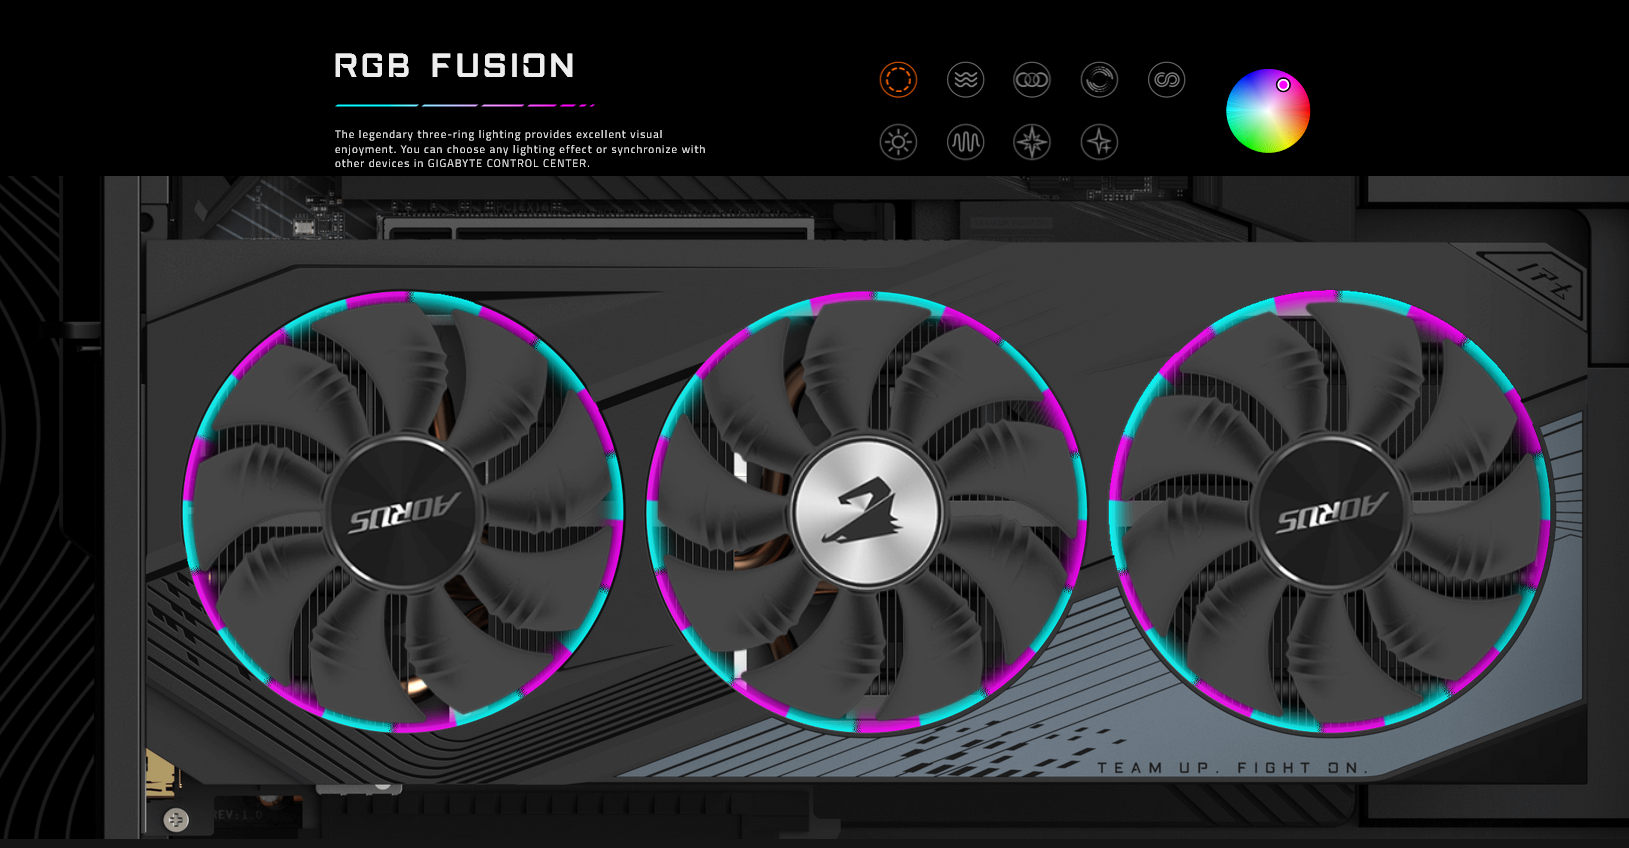 RGB FUSION
The legendary three-ring lighting provides excellent visual
enjoyment. You can choose any lighting effect or synchronize with
other devices in GIGABYTE CONTROL CENTER.
AORUS
AORUS
TEAM UP. FIGHT ON.
REV:1.0